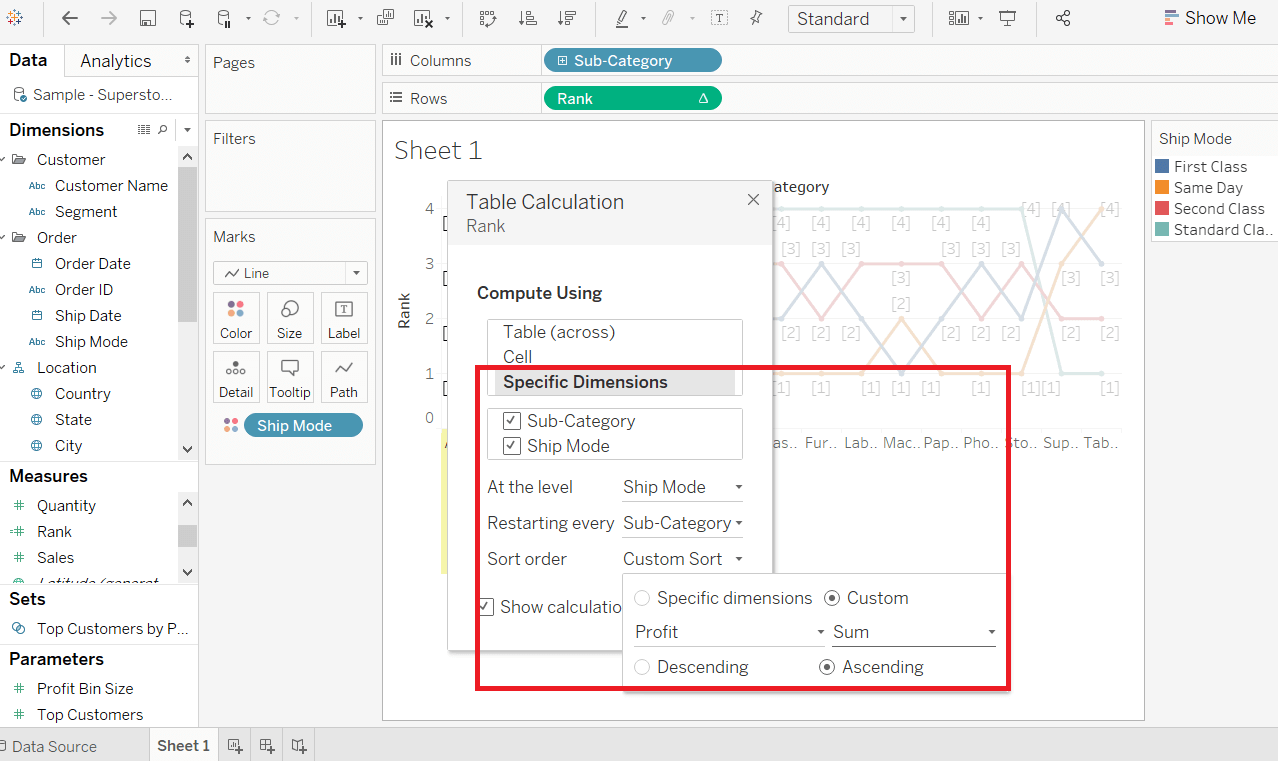 Standard
Show Me
Data
Analytics
Sample - Supersto...
Dimensions
Customer
Abc Customer Name
Abc Segment
Order
Order Date
Abc Order ID
Ship Date
Abc Ship Mode
Location
Country
State
City
Measures
Quantity
Rank
Sales
Sets
Top Customers by P...
Parameters
Profit Bin Size
Top Customers
Pages
Filters
Marks
Line
Color
Size
Label
Detail
Tooltip
Path
Ship Mode
Columns
Sub-Category
Rows
Rank
Sheet 1
ategory
Rank
4
3
2
1
0
[4] [4] [4] [4] [4] [4] [4] [4] [4]
[3] [3] [3] [3] [3] [3]
[3] [3] [3]
[2]
[2] [2] [2] [2] [2] [2] [2] [2]
[1] [1] [1] [1] [1] [1] [1] [1] [1]
as.. Fur.. Lab.. Mac.. Pap.. Pho.. Sto.. Sup.. Tab..
Table Calculation
Rank
Compute Using
Table (across)
Cell
Specific Dimensions
Sub-Category
Ship Mode
At the level Ship Mode
Restarting every Sub-Category
Sort order Custom Sort
Show calculatio
Specific dimensions Custom
Profit Sum
Descending Ascending
Ship Mode
First Class
Same Day
Second Class
Standard Cla..
Data Source
Sheet 1